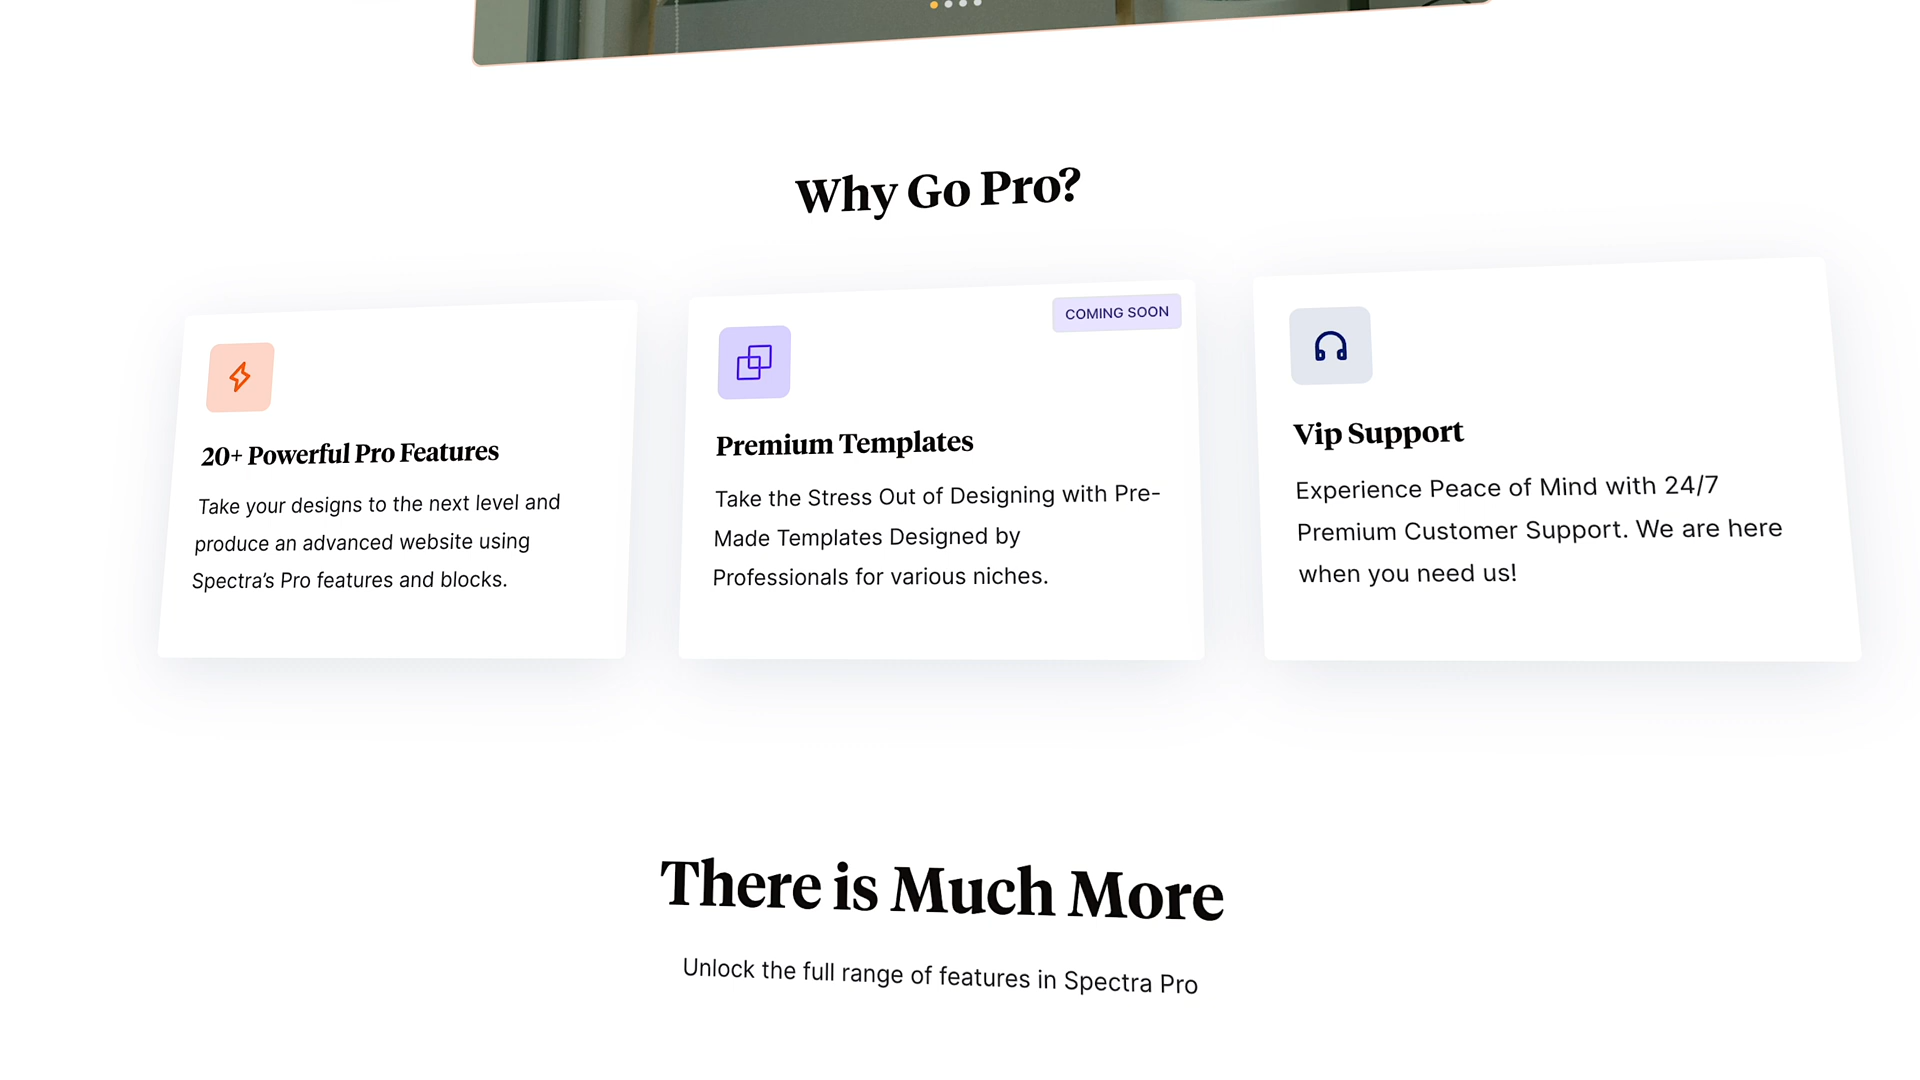 Why Go Pro?
20+ Powerful Pro Features
Take your designs to the next level and
produce an advanced website using
Spectra’s Pro features and blocks.
COMING SOON
Premium Templates
Take the Stress Out of Designing with Pre-
Made Templates Designed by
Professionals for various niches.
Vip Support
Experience Peace of Mind with 24/7
Premium Customer Support. We are here
when you need us!
There is Much More
Unlock the full range of features in Spectra Pro